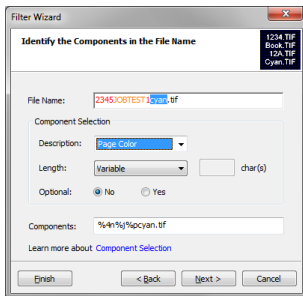 Filter Wizard
Identify the Components in the File Name
1234.TIF
Book.TIF
12A.TIF
Cyan.TIF
File Name: 2345JOBTEST1cyan.tif
Component Selection
Description: Page Color
Length: Variable char(s)
Optional: No Yes
Components: %4n%j%pcyan.tif
Learn more about Component Selection
Finish < Back Next > Cancel